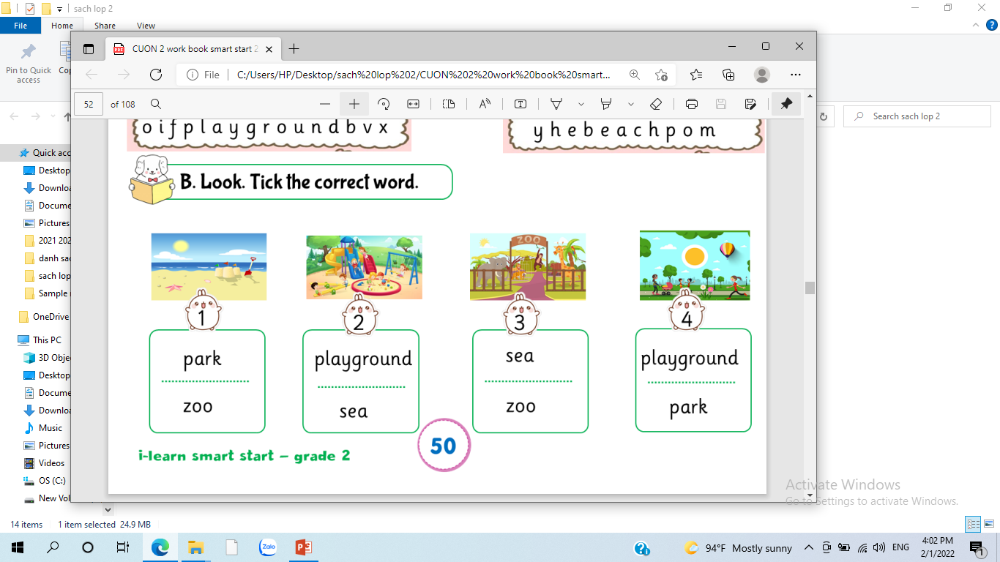 sach lop 2
File Home Share View
Pin to Quick access
CUON 2 work book smart start 2
File C:/Users/HP/Desktop/sach%20lop%202/CUON%202%20work%20book%20smart...
52 of 108
Search sach lop 2
Quick acc
Desktop
Downloa
Docume
Pictures
2021 202
danh sa
sach lop
Sample
OneDrive
This PC
3D Obje
Desktop
Docume
Downloa
Music
Pictures
Videos
OS (C:)
New Vol
oifplaygroundbvx
yhebeachpom
B. Look. Tick the correct word.
ZOO
1 2 3 4
park
zoo
playground
sea
sea
zoo
playground
park
i-learn smart start – grade 2
50
Activate Windows
Go to Settings to activate Windows.
14 items 1 item selected 24.9 MB
Zalo
94°F Mostly sunny
ENG
4:02 PM
2/1/2022
1